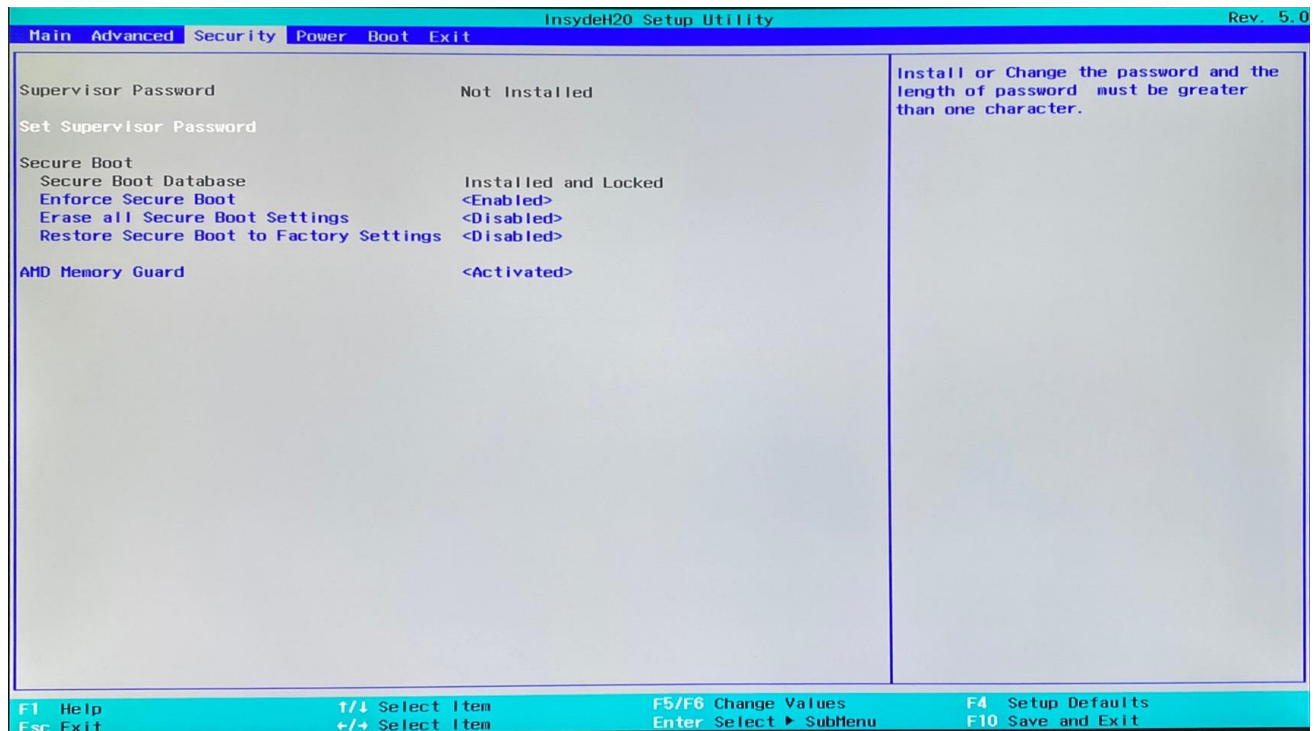 InsydeH20 Setup Utility Rev. 5.0
Main Advanced Security Power Boot Exit
Supervisor Password Not Installed
Set Supervisor Password
Secure Boot
Secure Boot Database Installed and Locked
Enforce Secure Boot <Enabled>
Erase all Secure Boot Settings <Disabled>
Restore Secure Boot to Factory Settings <Disabled>
AMD Memory Guard <Activated>
Install or Change the password and the
length of password must be greater
than one character.
F1 Help ↑/↓ Select Item F5/F6 Change Values F4 Setup Defaults
Esc Exit ←/→ Select Item Enter Select ▶ SubMenu F10 Save and Exit